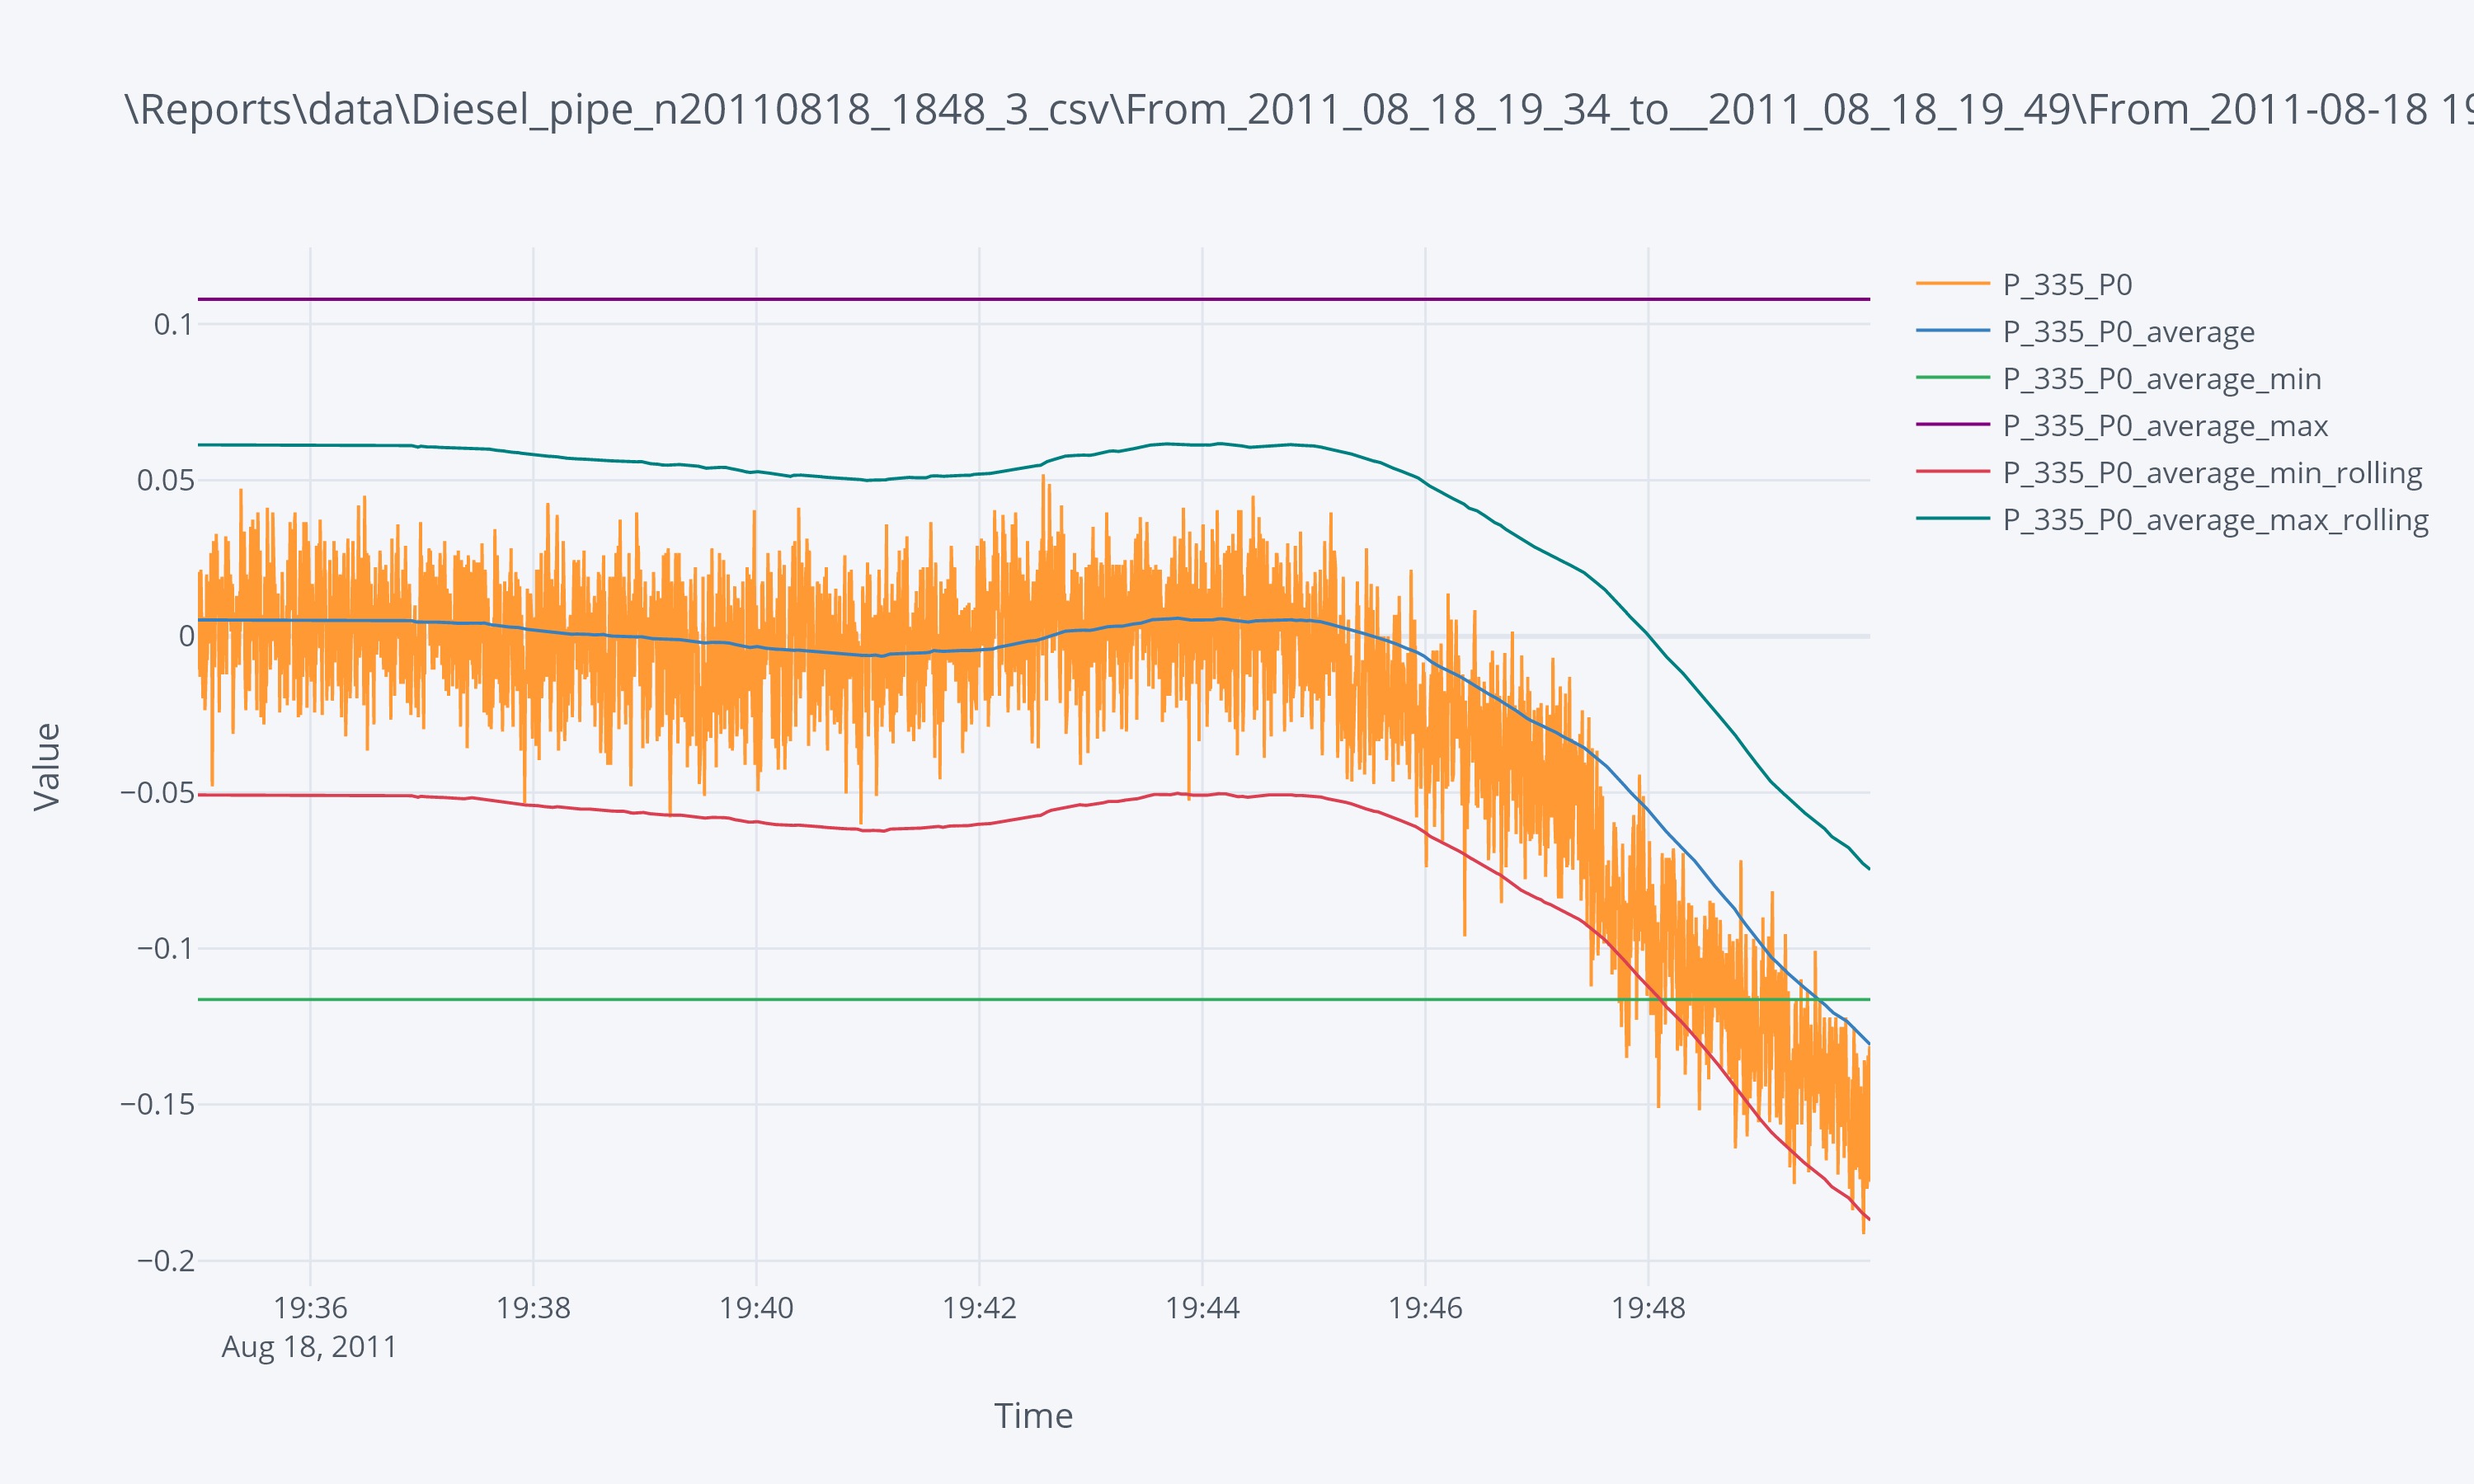 \Reports\data\Diesel_pipe_n20110818_1848_3_csv\From_2011_08_18_19_34_to__2011_08_18_19_49\From_2011-08-18 19
P_335_P0
P_335_P0_average
P_335_P0_average_min
P_335_P0_average_max
P_335_P0_average_min_rolling
P_335_P0_average_max_rolling
0.1
0.05
0
−0.05
−0.1
−0.15
−0.2
Value
19:36
19:38
19:40
19:42
19:44
19:46
19:48
Aug 18, 2011
Time